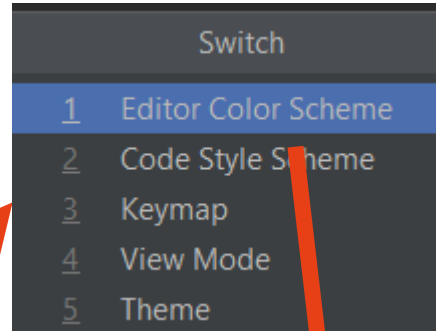 Switch
1 Editor Color Scheme
2 Code Style Scheme
3 Keymap
4 View Mode
5 Theme